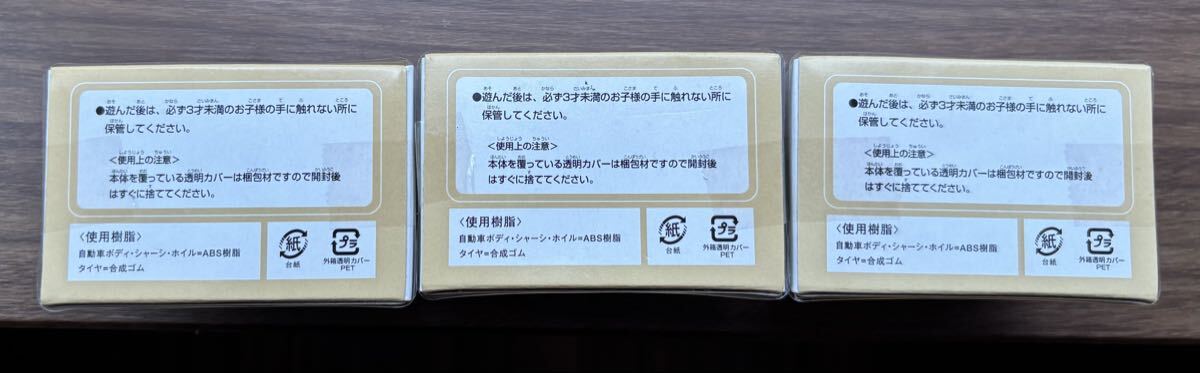 ●遊んだ後は、必ず3才未満のお子様の手に触れない所に
保管してください。
〈使用上の注意〉
本体を覆っている透明カバーは梱包材ですので開封後
はすぐに捨ててください。
〈使用樹脂〉
自動車ボディ・シャーシ・ホイル=ABS樹脂
タイヤ=合成ゴム
紙
台紙
プラ
外箱透明カバー
PET
●遊んだ後は、必ず3才未満のお子様の手に触れない所に
保管してください。
〈使用上の注意〉
本体を覆っている透明カバーは梱包材ですので開封後
はすぐに捨ててください。
〈使用樹脂〉
自動車ボディ・シャーシ・ホイル=ABS樹脂
タイヤ=合成ゴム
紙
台紙
プラ
外箱透明カバー
PET
●遊んだ後は、必ず3才未満のお子様の手に触れない所に
保管してください。
〈使用上の注意〉
本体を覆っている透明カバーは梱包材ですので開封後
はすぐに捨ててください。
〈使用樹脂〉
自動車ボディ・シャーシ・ホイル=ABS樹脂
タイヤ=合成ゴム
紙
台紙
プラ
外箱透明カバー
PET